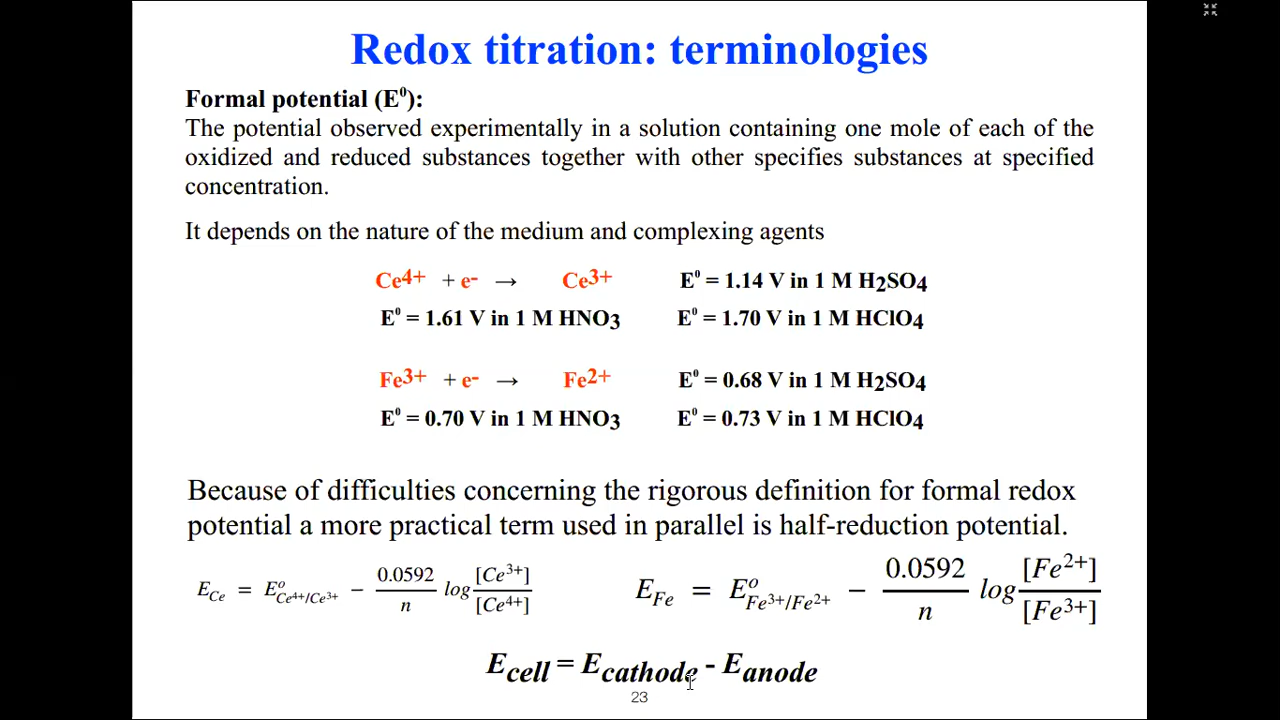 Redox titration: terminologies
Formal potential (E⁰):
The potential observed experimentally in a solution containing one mole of each of the
oxidized and reduced substances together with other specifies substances at specified
concentration.
It depends on the nature of the medium and complexing agents
Ce4+ + e- → Ce3+ E⁰ = 1.14 V in 1 M H2SO4
E⁰ = 1.61 V in 1 M HNO3 E⁰ = 1.70 V in 1 M HClO4
Fe3+ + e- → Fe2+ E⁰ = 0.68 V in 1 M H2SO4
E⁰ = 0.70 V in 1 M HNO3 E⁰ = 0.73 V in 1 M HClO4
Because of difficulties concerning the rigorous definition for formal redox
potential a more practical term used in parallel is half-reduction potential.
E_Ce = E^o_Ce4+/Ce3+ − 0.0592/n log [Ce3+]/[Ce4+] E_Fe = E^o_Fe3+/Fe2+ − 0.0592/n log [Fe2+]/[Fe3+]
Ecell = Ecathode - Eanode
23